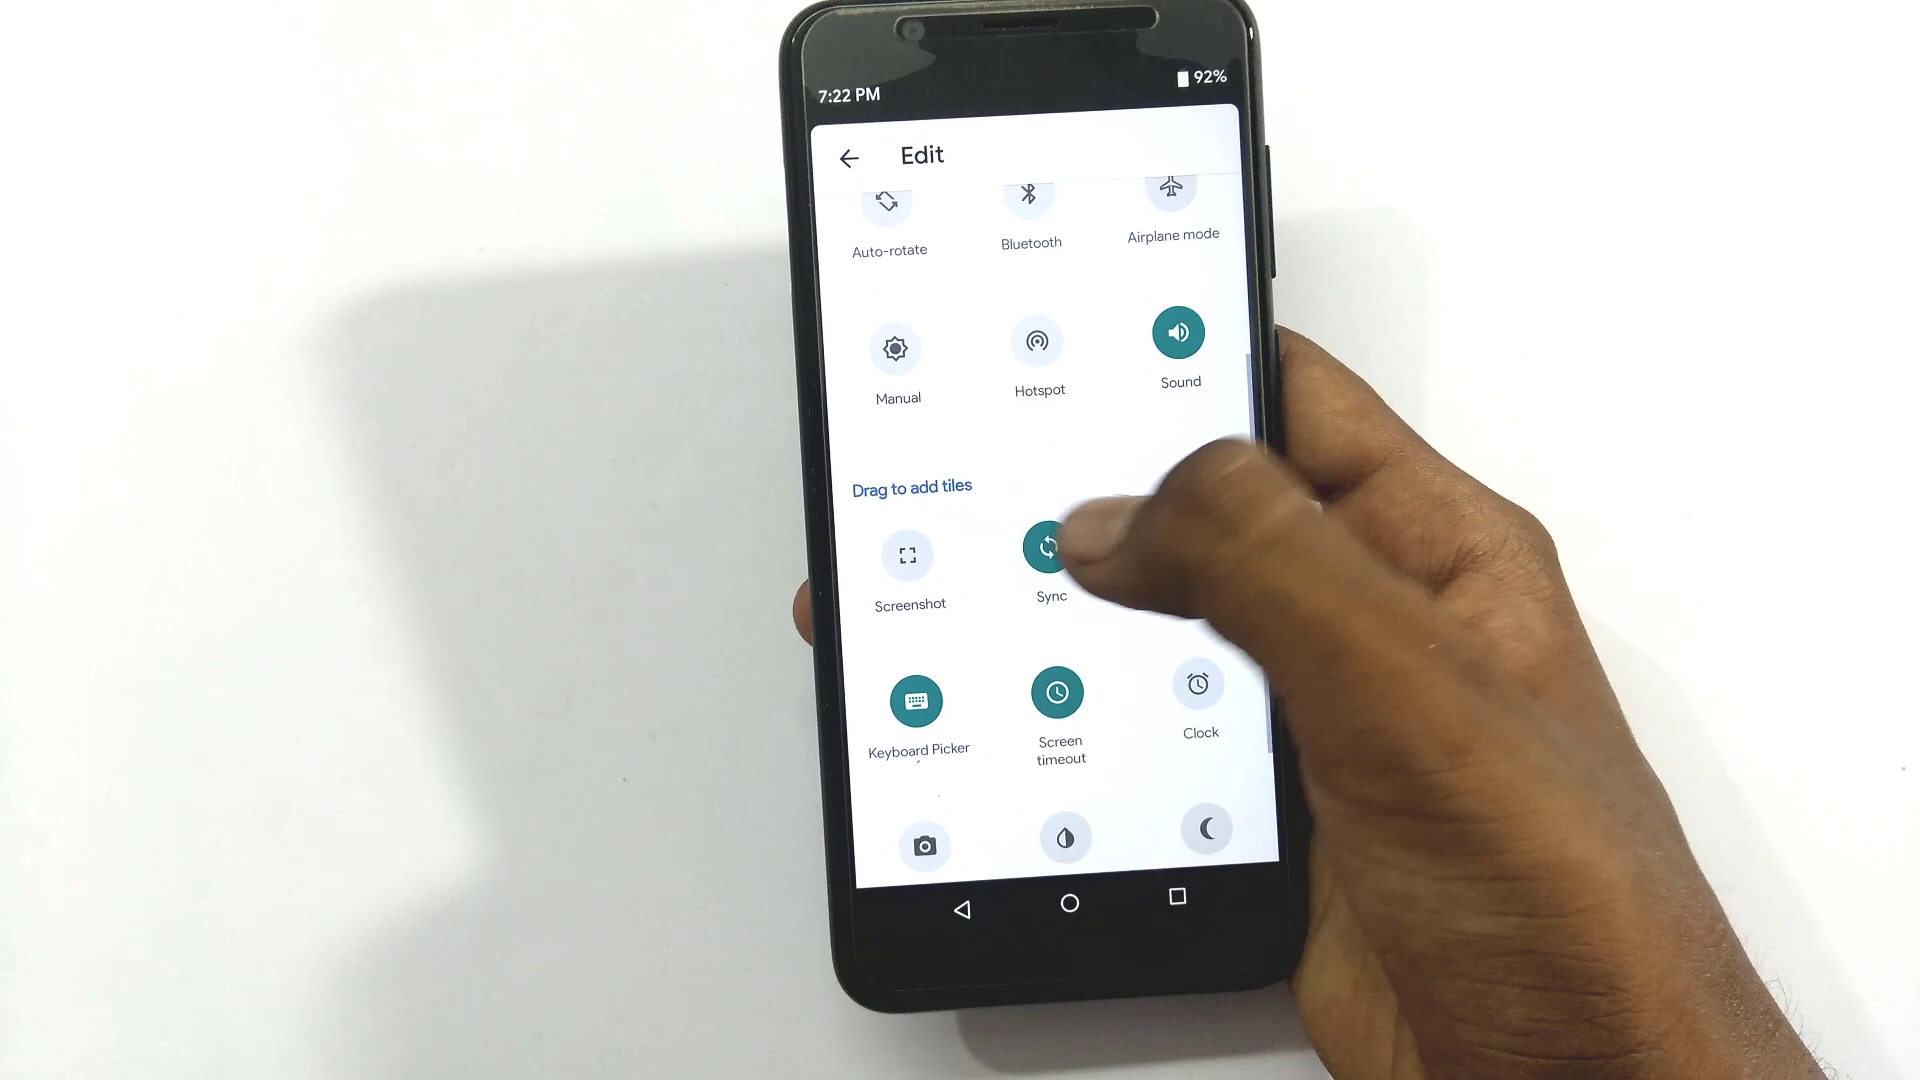 7:22 PM
92%
Edit
Auto-rotate
Bluetooth
Airplane mode
Manual
Hotspot
Sound
Drag to add tiles
Screenshot
Sync
Keyboard Picker
Screen
timeout
Clock